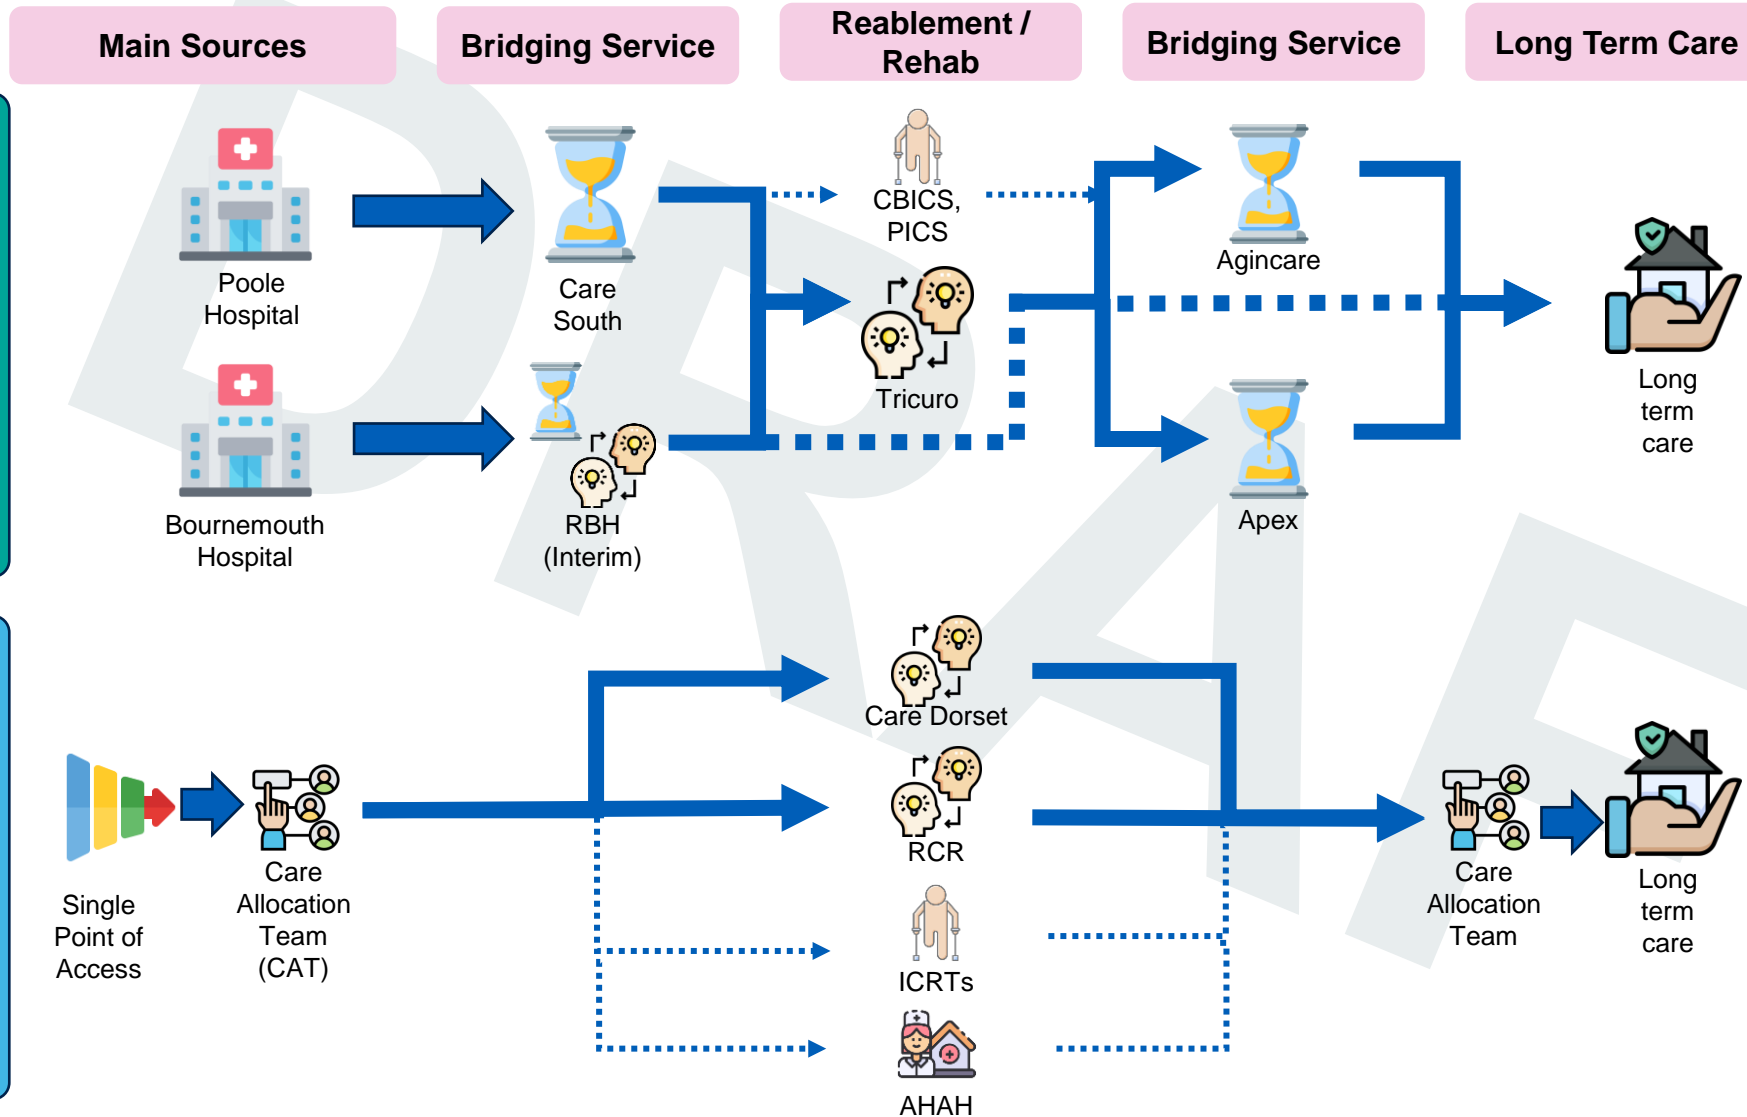 Main Sources
Bridging Service
Reablement /
Rehab
Bridging Service
Long Term Care
Poole
Hospital
Care
South
CBICS,
PICS
Tricuro
Agincare
Long
term
care
Bournemouth
Hospital
RBH
(Interim)
Apex
Care Dorset
RCR
Single
Point of
Access
Care
Allocation
Team
(CAT)
ICRTs
AHAH
Care
Allocation
Team
Long
term
care
DRAF